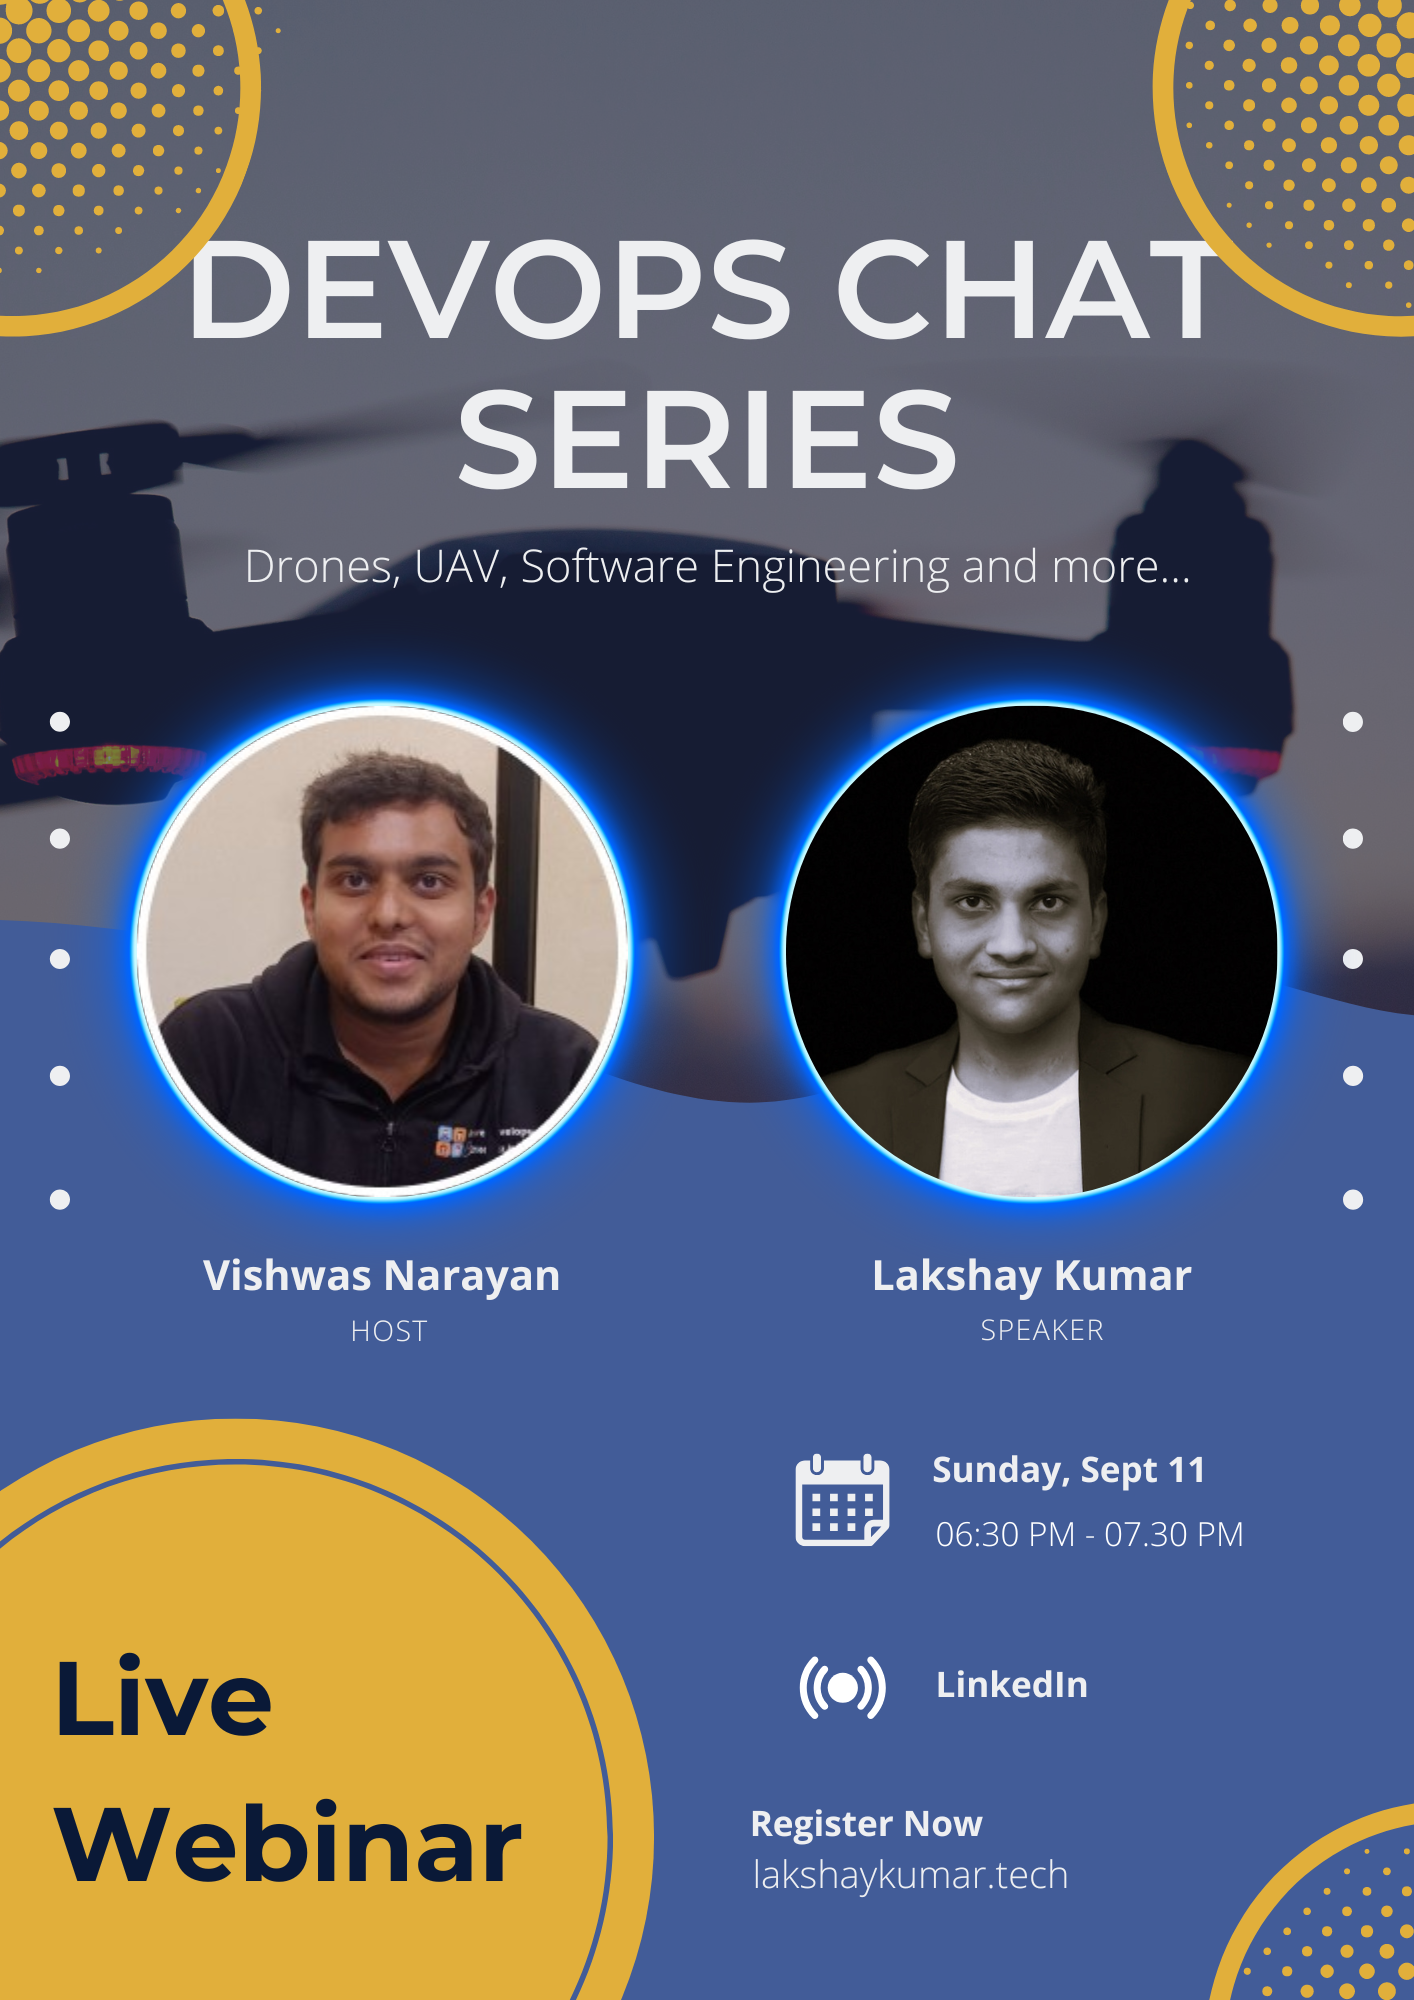 DEVOPS CHAT
SERIES
Drones, UAV, Software Engineering and more...
Vishwas Narayan
HOST
Lakshay Kumar
SPEAKER
Sunday, Sept 11
06:30 PM - 07.30 PM
LinkedIn
Live
Webinar
Register Now
lakshaykumar.tech